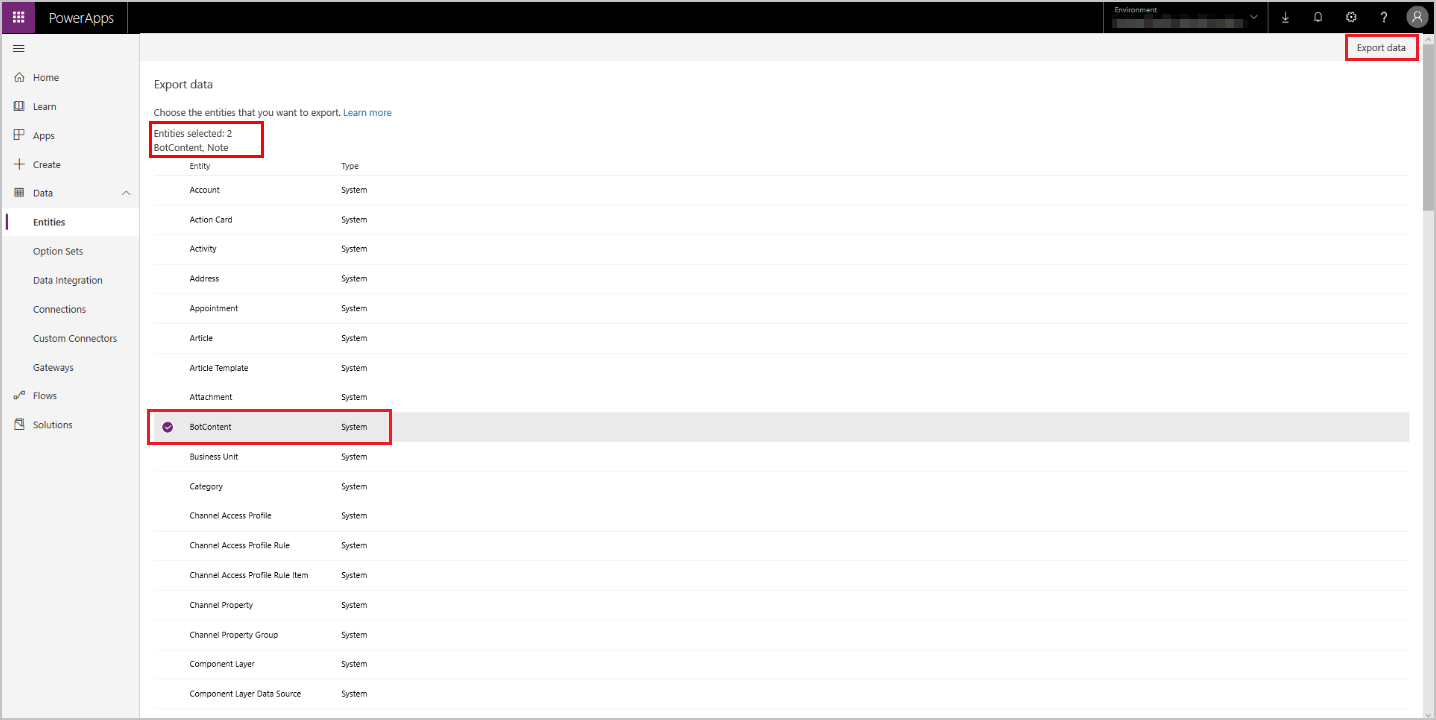 PowerApps
Environment
?
Export data
Home
Learn
Apps
Create
Data
Entities
Option Sets
Data Integration
Connections
Custom Connectors
Gateways
Flows
Solutions
Export data
Choose the entities that you want to export. Learn more
Entities selected: 2
BotContent, Note
Entity Type
Account System
Action Card System
Activity System
Address System
Appointment System
Article System
Article Template System
Attachment System
BotContent System
Business Unit System
Category System
Channel Access Profile System
Channel Access Profile Rule System
Channel Access Profile Rule Item System
Channel Property System
Channel Property Group System
Component Layer System
Component Layer Data Source System